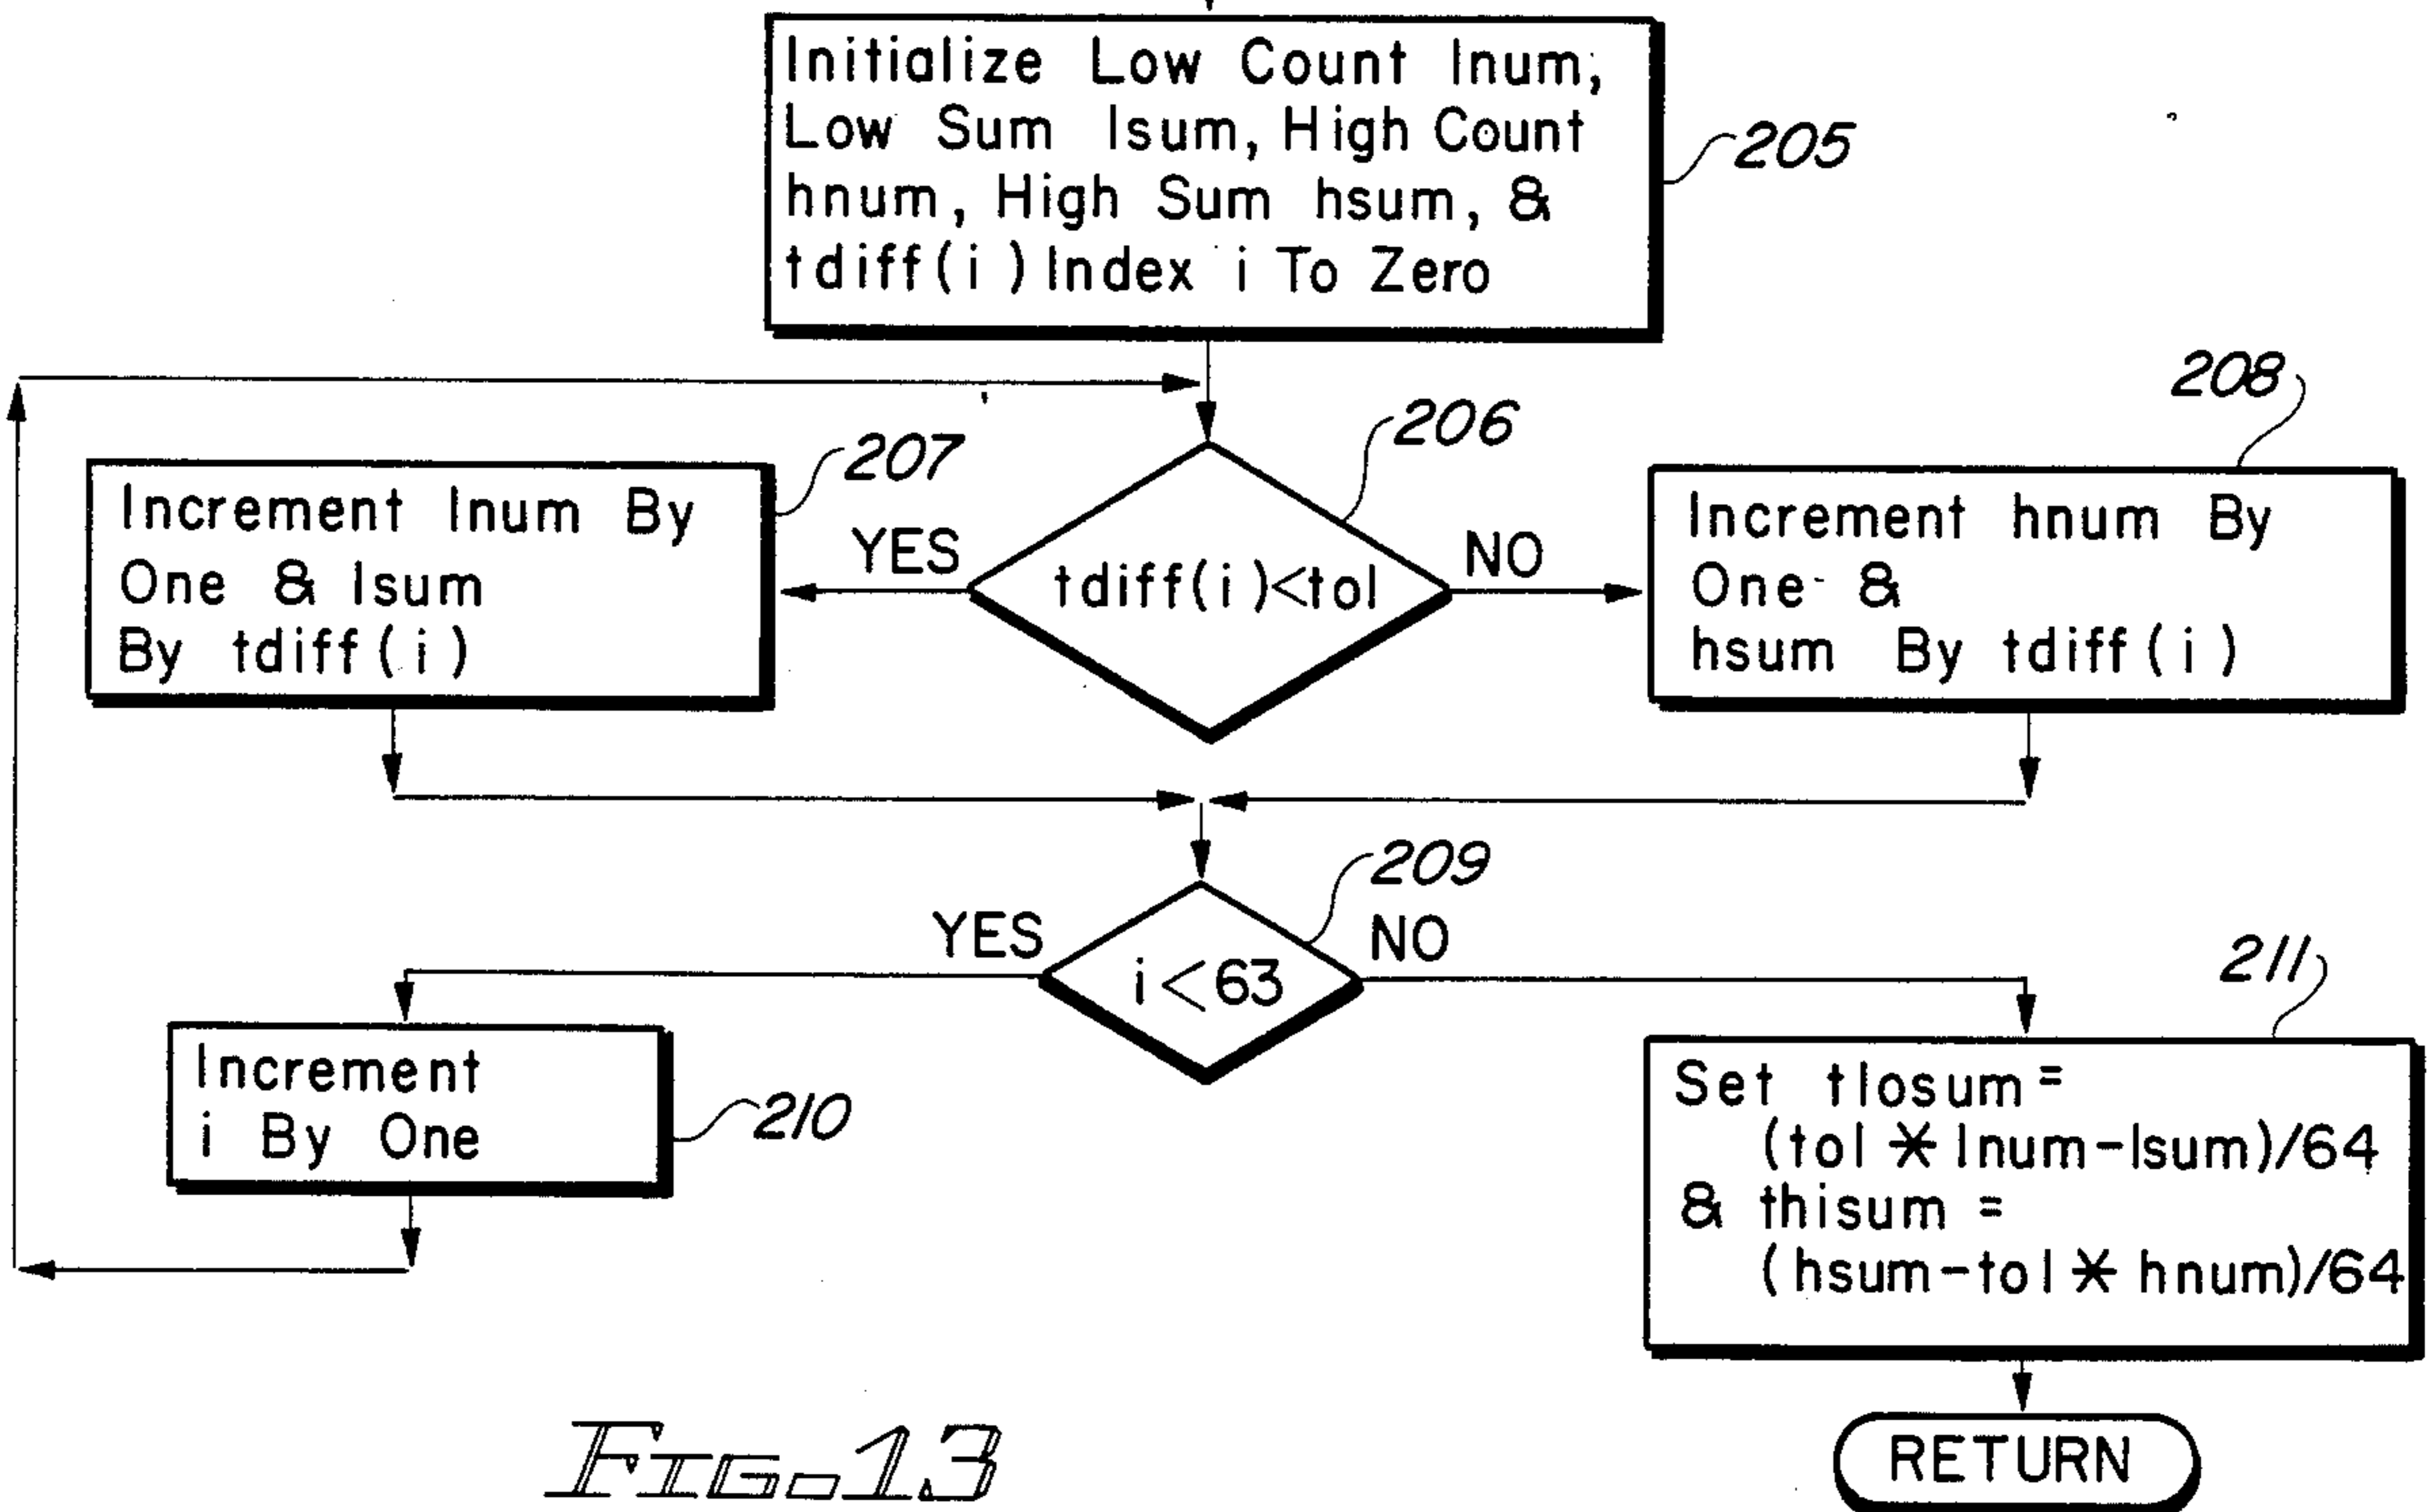 Initialize Low Count lnum,
Low Sum lsum, High Count
hnum, High Sum hsum, &
tdiff(i) Index i To Zero
205
208
206
207
Increment lnum By
One & lsum
By tdiff(i)
YES
tdiff(i)<tol
NO
Increment hnum By
One &
hsum By tdiff(i)
209
YES
i<63
NO
211
Increment
i By One
210
Set tlosum=
(tol * lnum-lsum)/64
& thisum =
(hsum-tol * hnum)/64
RETURN
FIG. 13